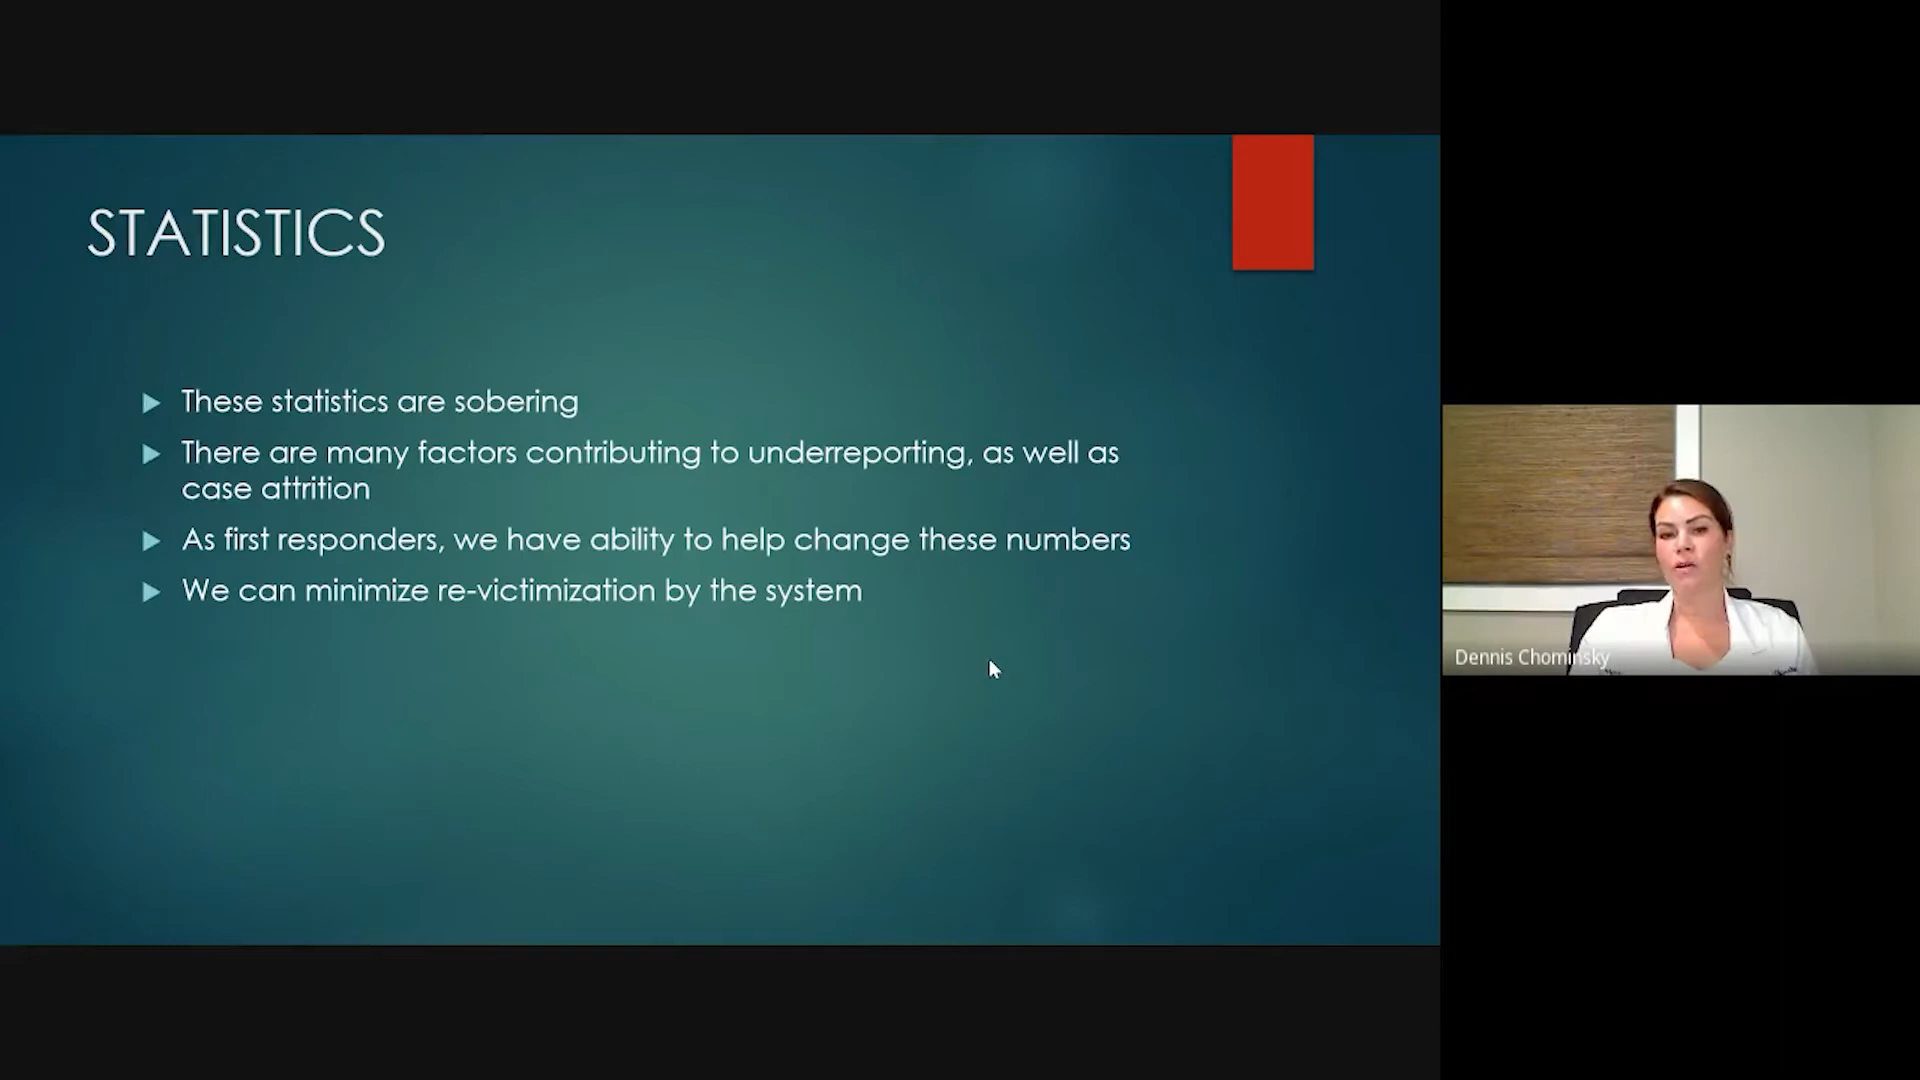 STATISTICS
These statistics are sobering
There are many factors contributing to underreporting, as well as
case attrition
As first responders, we have ability to help change these numbers
We can minimize re-victimization by the system
Dennis Chominsky